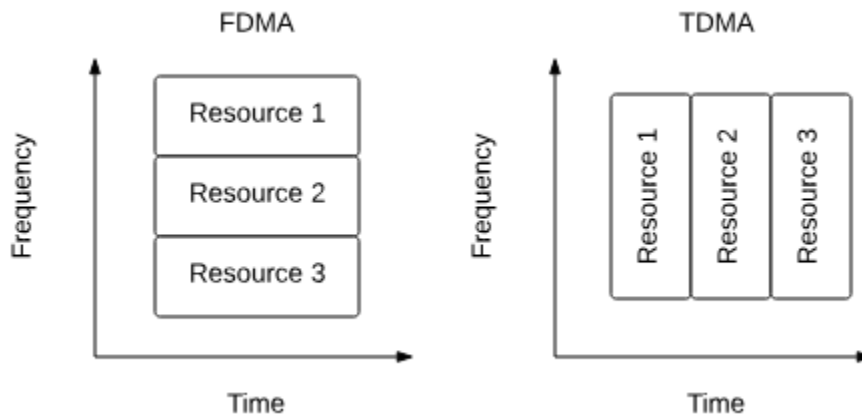 FDMA
Frequency
Resource 1
Resource 2
Resource 3
Time
TDMA
Frequency
Resource 1
Resource 2
Resource 3
Time